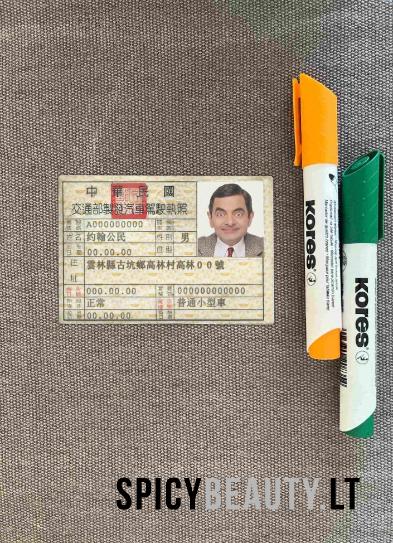 中 華 民 國
交通部製發汽車駕駛執照
A000000000
約翰公民
男
00.00.00
雲林縣古坑鄉高林村高林００號
址
000.00.00
000000000000
正常
普通小型車
00.00.00
kores
kores
SPICYBEAUTY.LT